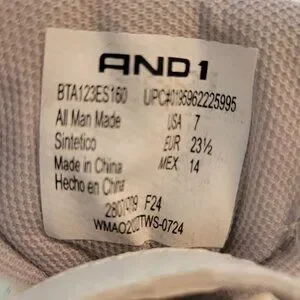 AND1
BTA123ES160 UPC#0195962225995
All Man Made USA 7
Sintetico EUR 23½
Made in China MEX 14
Hecho en China
F24